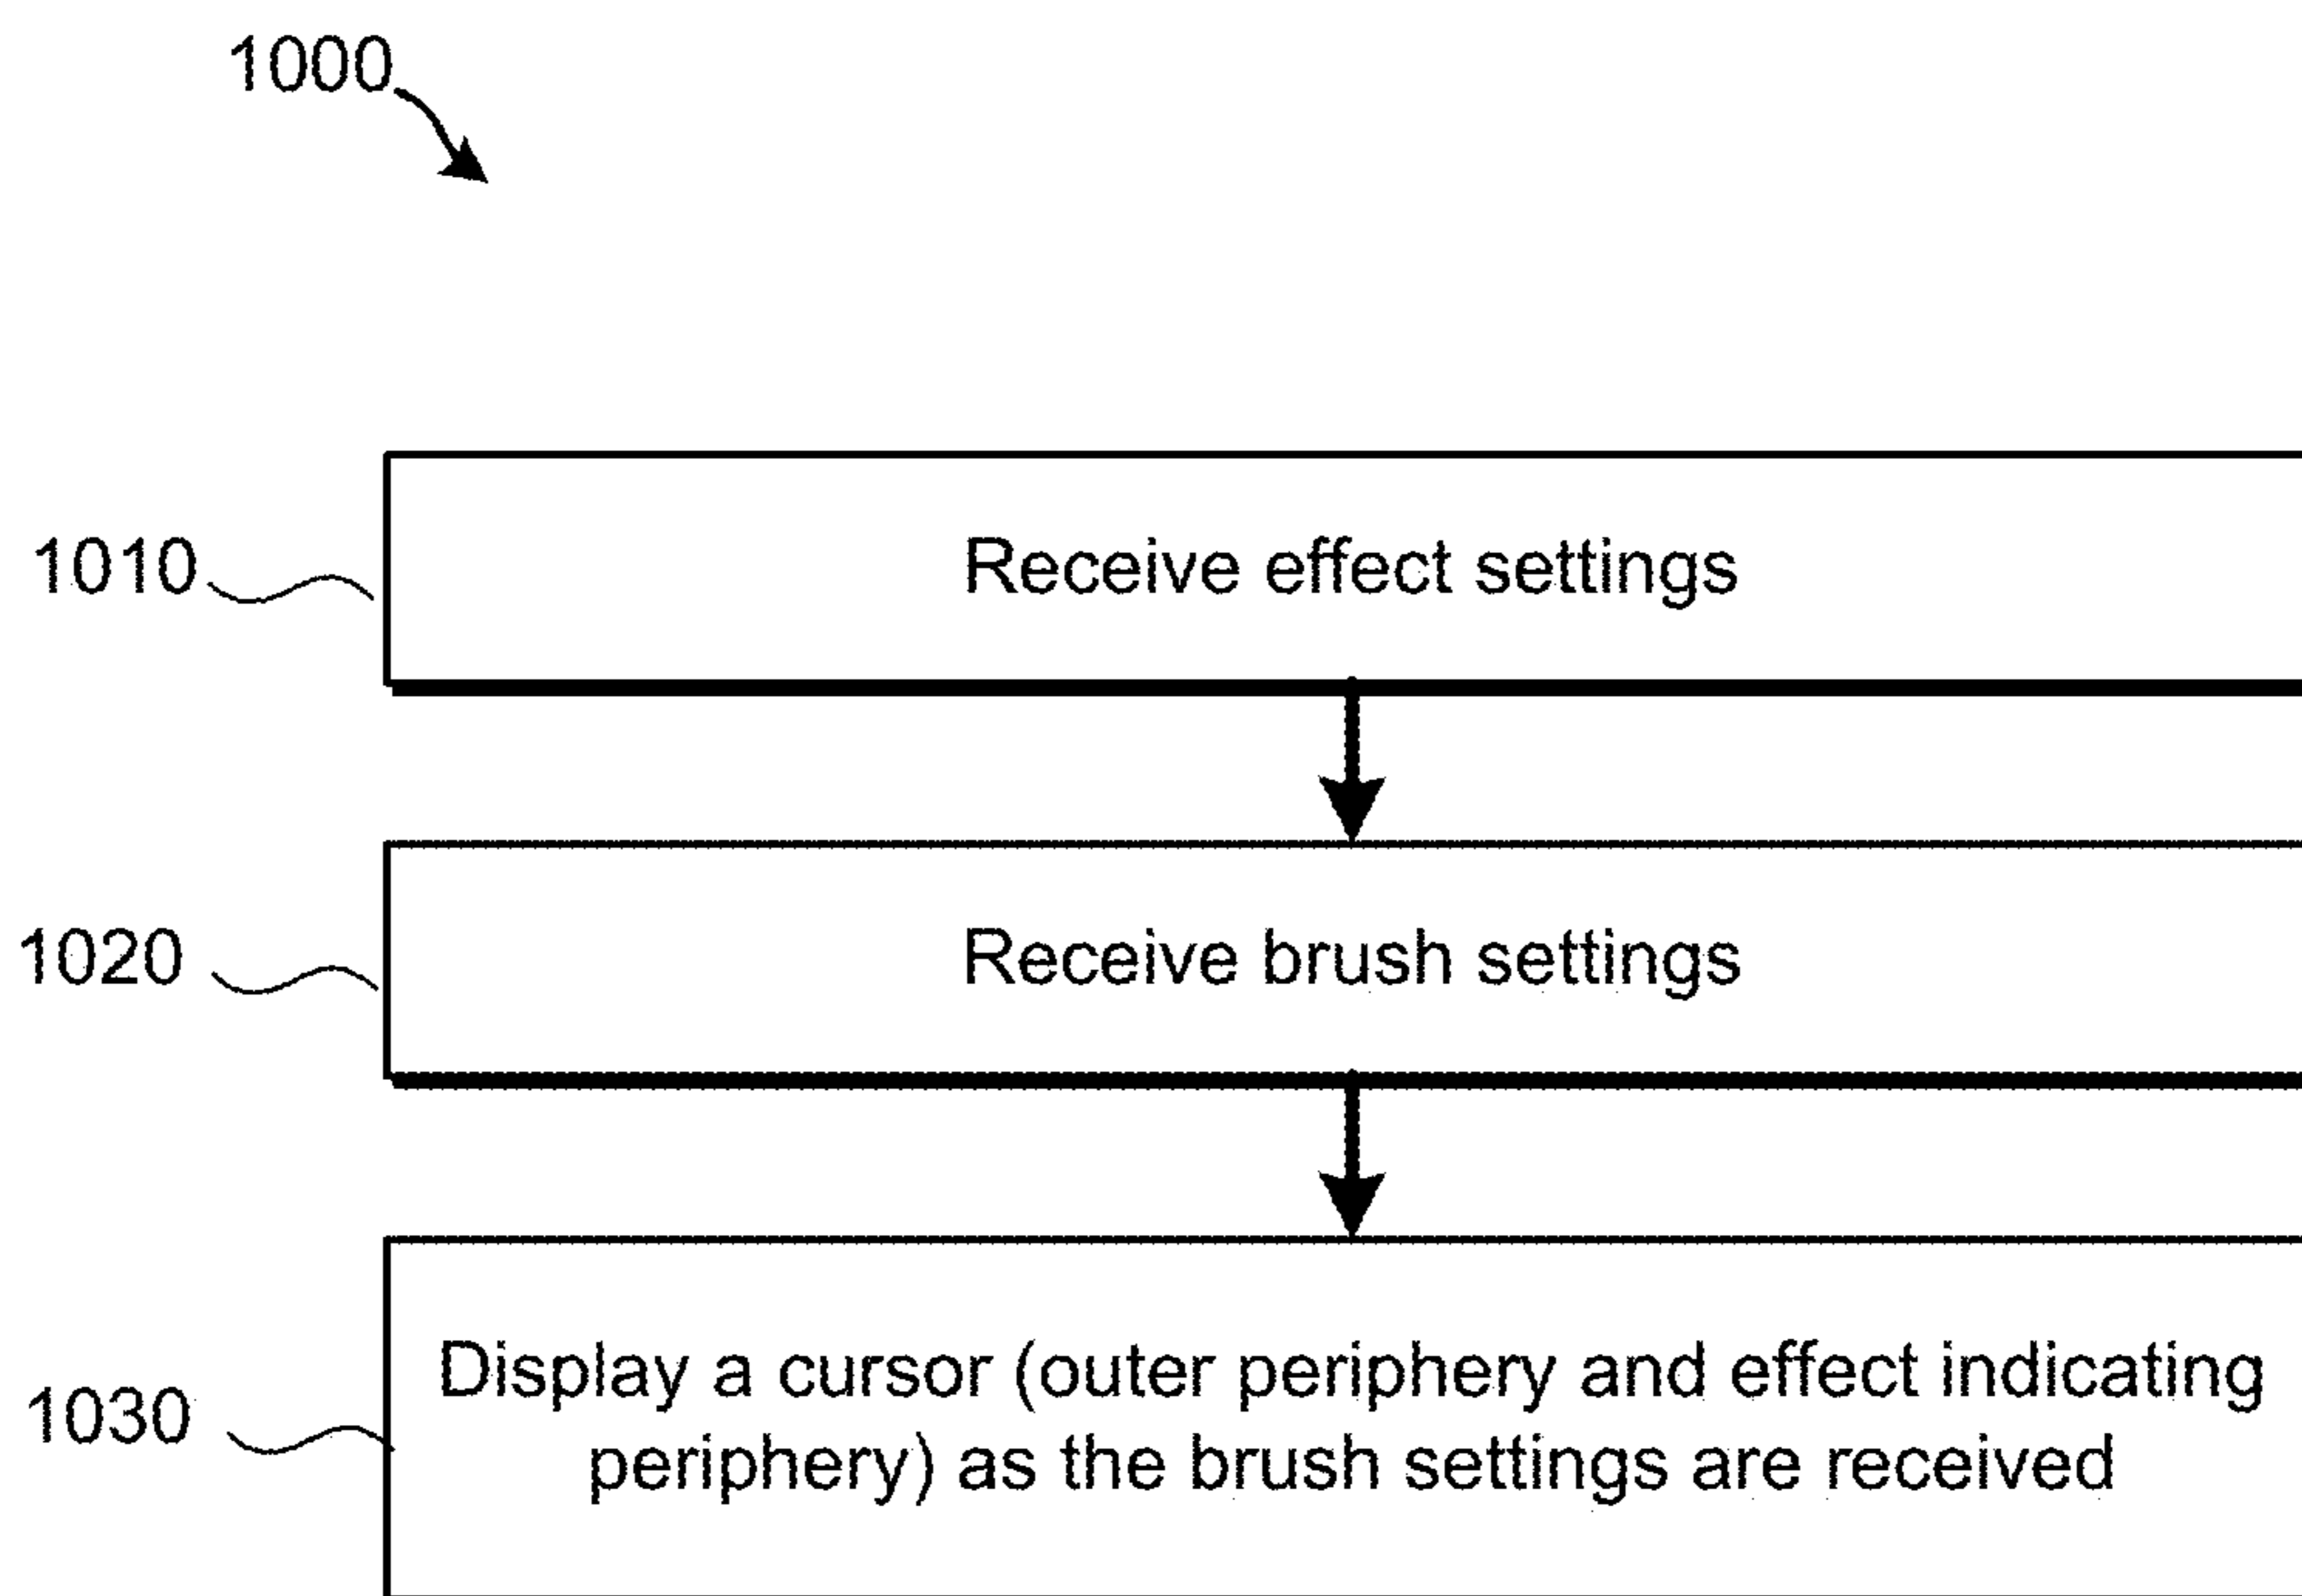 1000
1010
Receive effect settings
1020
Receive brush settings
1030
Display a cursor (outer periphery and effect indicating
periphery) as the brush settings are received